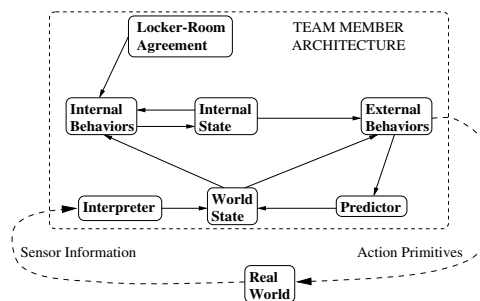 Locker-Room
Agreement
TEAM MEMBER
ARCHITECTURE
Internal
Behaviors
Internal
State
External
Behaviors
Interpreter
World
State
Predictor
Sensor Information
Action Primitives
Real
World